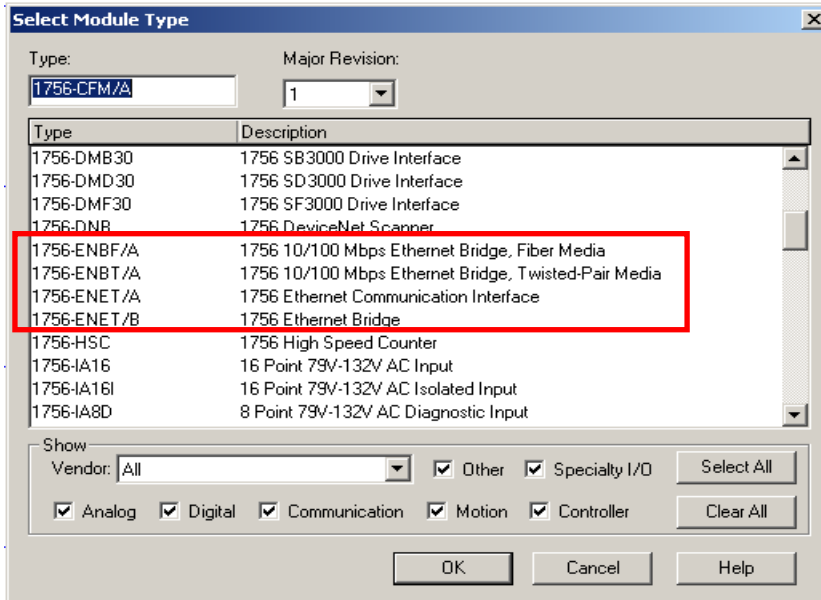 Select Module Type
Type: Major Revision:
1756-CFM/A 1
Type Description
1756-DMB30 1756 SB3000 Drive Interface
1756-DMD30 1756 SD3000 Drive Interface
1756-DMF30 1756 SF3000 Drive Interface
1756-DNB 1756 DeviceNet Scanner
1756-ENBF/A 1756 10/100 Mbps Ethernet Bridge, Fiber Media
1756-ENBT/A 1756 10/100 Mbps Ethernet Bridge, Twisted-Pair Media
1756-ENET/A 1756 Ethernet Communication Interface
1756-ENET/B 1756 Ethernet Bridge
1756-HSC 1756 High Speed Counter
1756-IA16 16 Point 79V-132V AC Input
1756-IA16I 16 Point 79V-132V AC Isolated Input
1756-IA8D 8 Point 79V-132V AC Diagnostic Input
Show
Vendor: All Other Specialty I/O Select All
Analog Digital Communication Motion Controller Clear All
OK Cancel Help